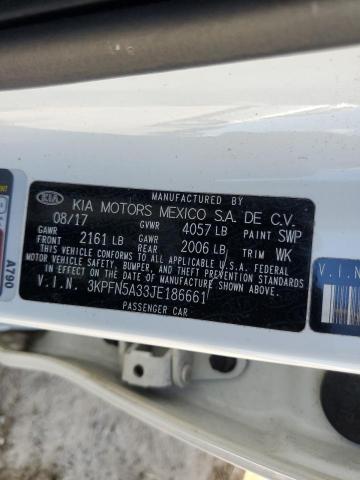 MANUFACTURED BY
KIA KIA MOTORS MEXICO S.A. DE C.V.
08/17 GVWR 4057 LB PAINT SWP
GAWR FRONT 2161 LB GAWR REAR 2006 LB TRIM WK
THIS VEHICLE CONFORMS TO ALL APPLICABLE U.S.A. FEDERAL
MOTOR VEHICLE SAFETY, BUMPER, AND THEFT PREVENTION STANDARDS
IN EFFECT ON THE DATE OF MANUFACTURE SHOWN ABOVE.
V.I.N. 3KPFN5A33JE186661
PASSENGER CAR
A790
V.I.N